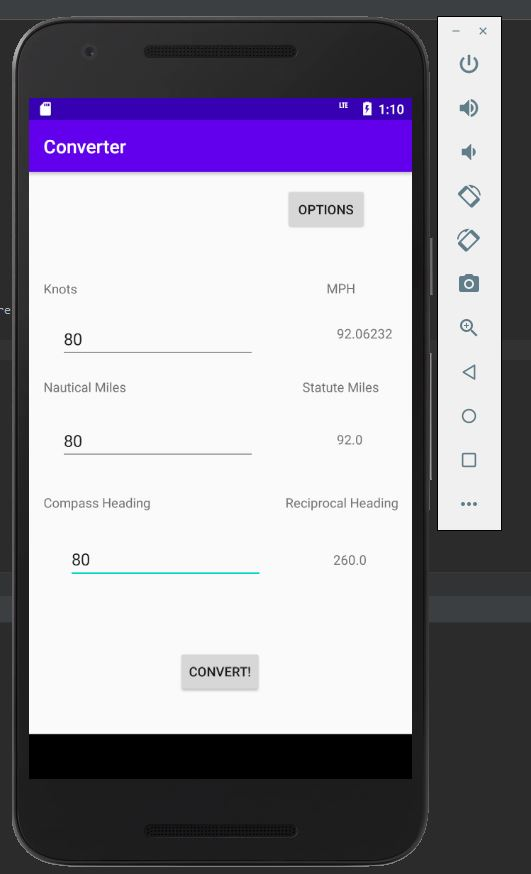 LTE 1:10
Converter
OPTIONS
Knots MPH
80 92.06232
Nautical Miles Statute Miles
80 92.0
Compass Heading Reciprocal Heading
80 260.0
CONVERT!
re